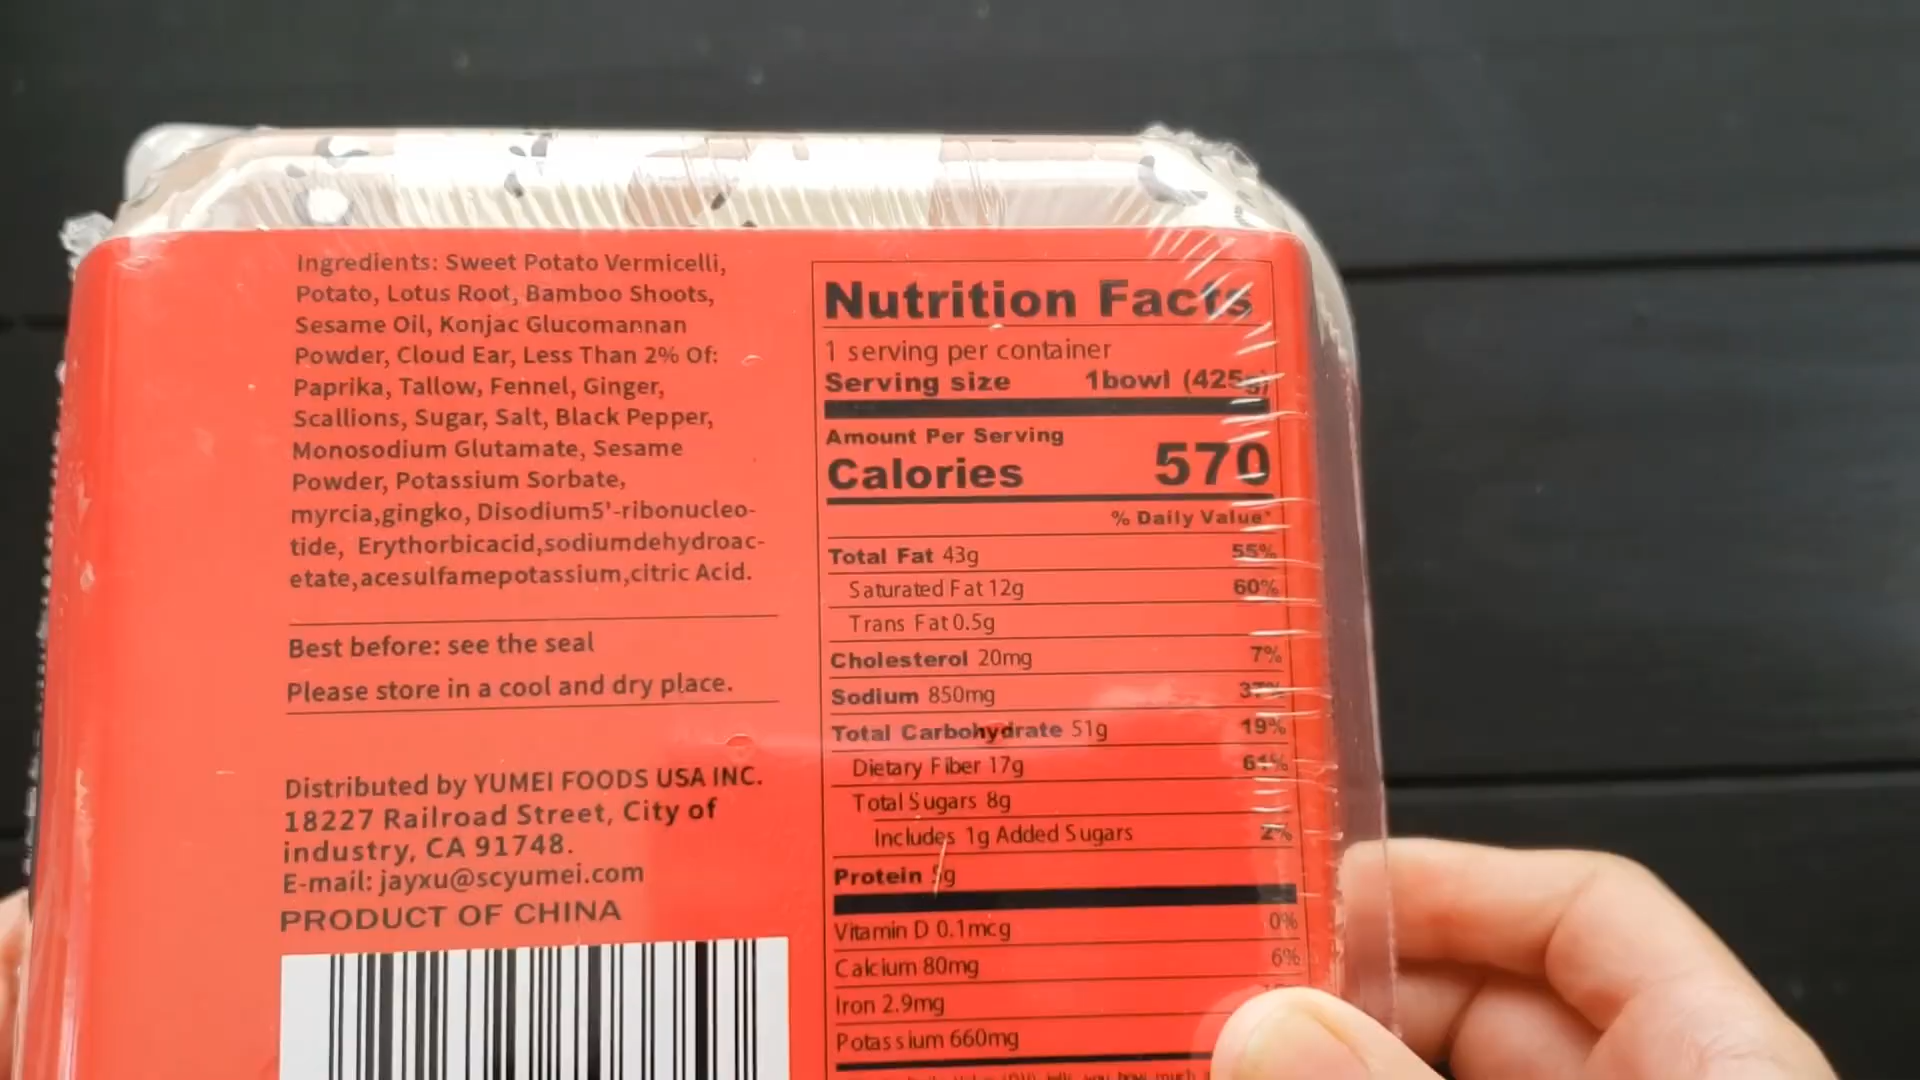 Ingredients: Sweet Potato Vermicelli,
Potato, Lotus Root, Bamboo Shoots,
Sesame Oil, Konjac Glucomannan
Powder, Cloud Ear, Less Than 2% Of:
Paprika, Tallow, Fennel, Ginger,
Scallions, Sugar, Salt, Black Pepper,
Monosodium Glutamate, Sesame
Powder, Potassium Sorbate,
myrcia,gingko, Disodium5'-ribonucleo-
tide, Erythorbicacid,sodiumdehydroac-
etate,acesulfamepotassium,citric Acid.
Best before: see the seal
Please store in a cool and dry place.
Distributed by YUMEI FOODS USA INC.
18227 Railroad Street, City of
industry, CA 91748.
E-mail: jayxu@scyumei.com
PRODUCT OF CHINA
Nutrition Facts
1 serving per container
Serving size 1bowl (425g)
Amount Per Serving
Calories 570
% Daily Value*
Total Fat 43g 55%
Saturated Fat 12g 60%
Trans Fat 0.5g
Cholesterol 20mg 7%
Sodium 850mg 37%
Total Carbohydrate 51g 19%
Dietary Fiber 17g 61%
Total Sugars 8g
Includes 1g Added Sugars 2%
Protein 5g
Vitamin D 0.1mcg 0%
Calcium 80mg 6%
Iron 2.9mg
Potassium 660mg